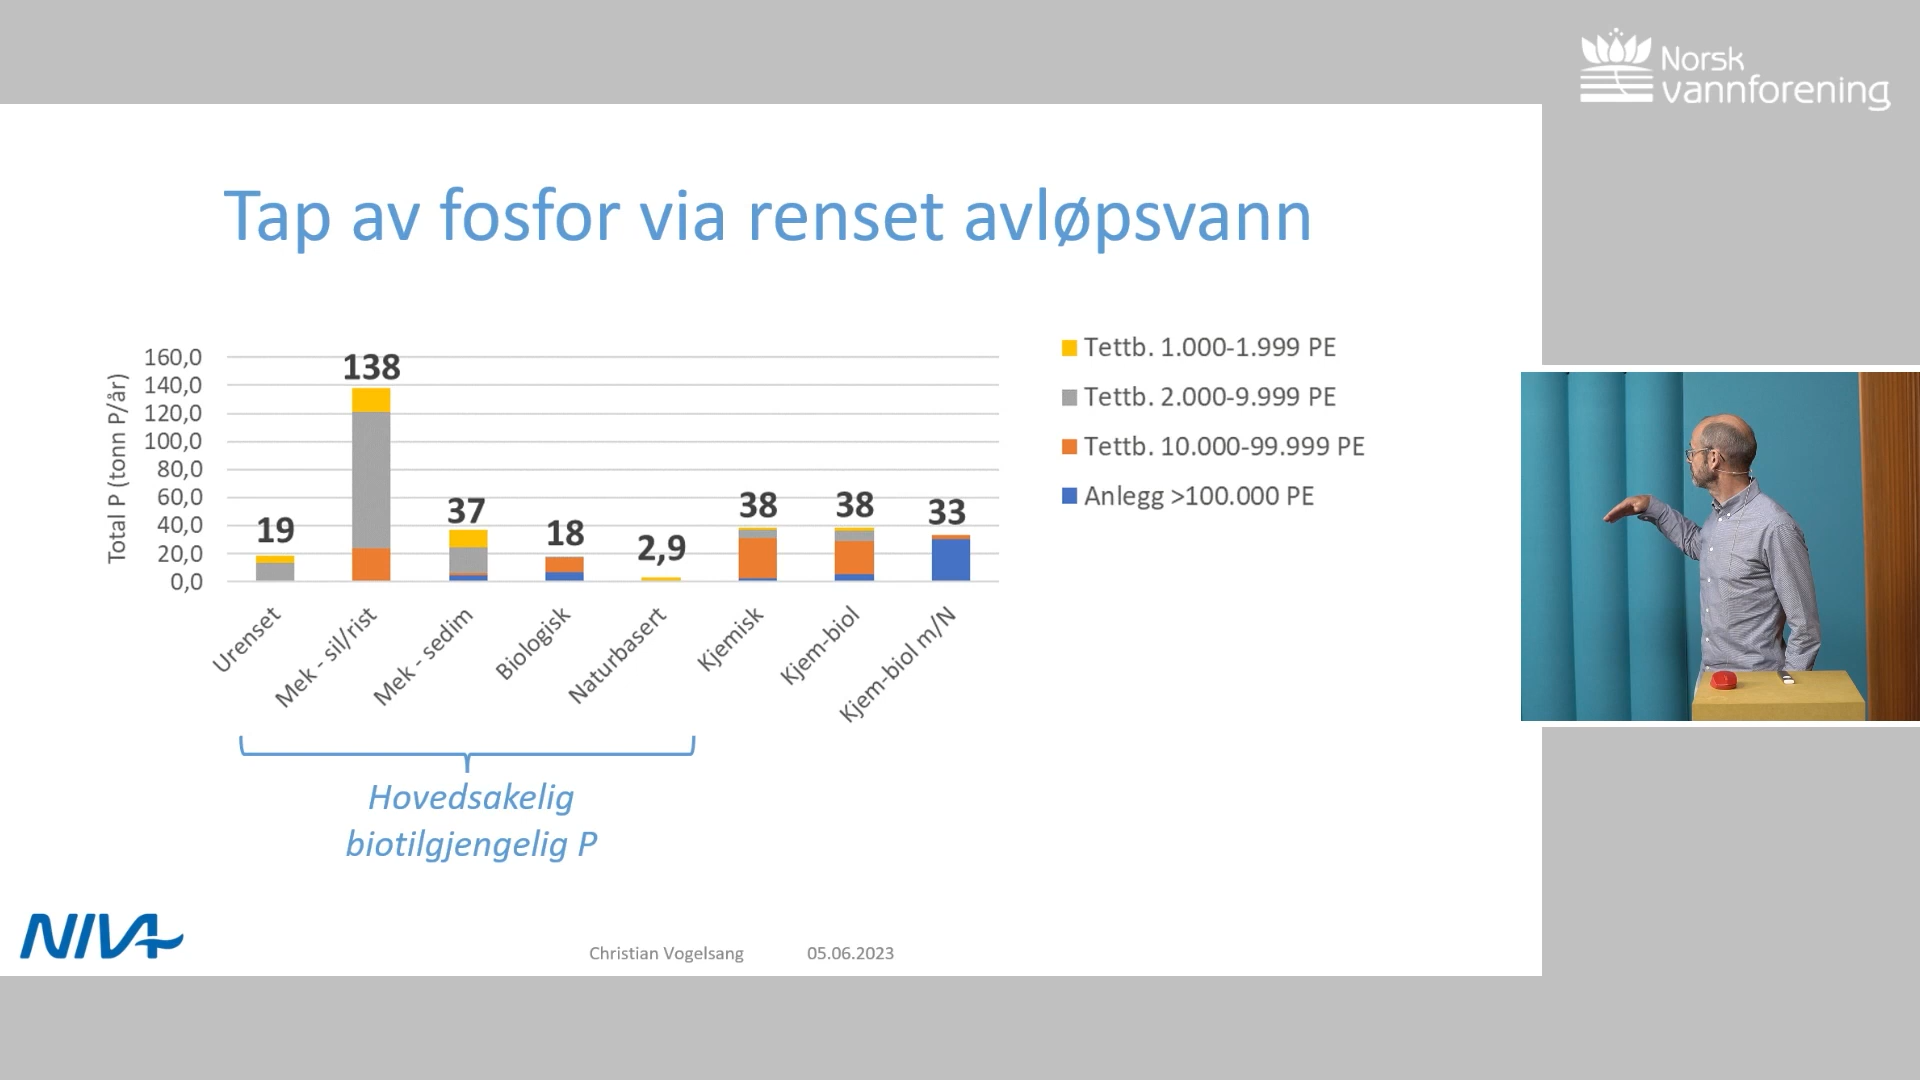 Norsk
vannforening
Tap av fosfor via renset avløpsvann
Total P (tonn P/år)
160,0
140,0
120,0
100,0
80,0
60,0
40,0
20,0
0,0
19
138
37
18
2,9
38
38
33
Urenset
Mek - sil/rist
Mek - sedim
Biologisk
Naturbasert
Kjemisk
Kjem-biol
Kjem-biol m/N
Tettb. 1.000-1.999 PE
Tettb. 2.000-9.999 PE
Tettb. 10.000-99.999 PE
Anlegg >100.000 PE
Hovedsakelig
biotilgjengelig P
NIVA
Christian Vogelsang 05.06.2023